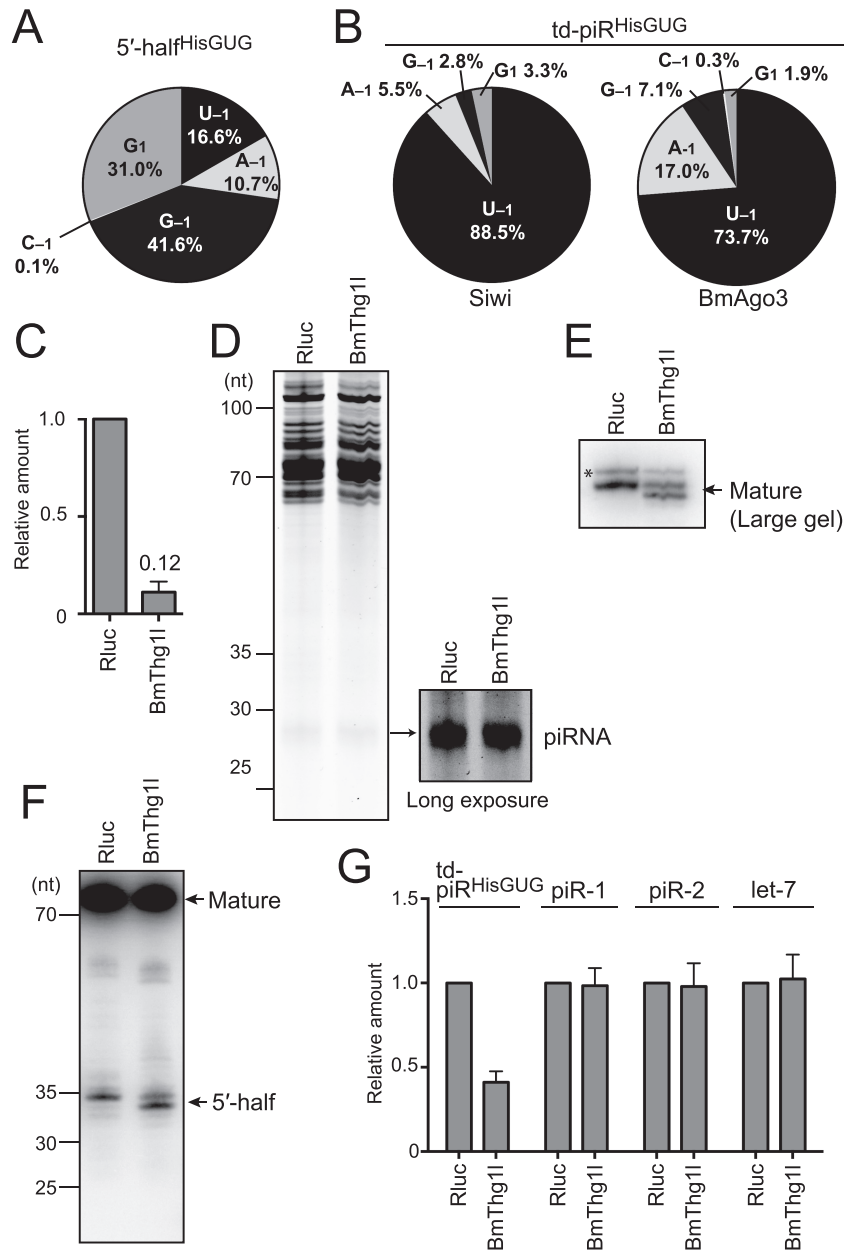 A
5′-halfHisGUG
U–1
16.6%
A–1
10.7%
G–1
41.6%
C–1
0.1%
G1
31.0%
B
td-piRHisGUG
A–1 5.5%
G–1 2.8%
G1 3.3%
U–1
88.5%
Siwi
C–1 0.3%
G–1 7.1%
G1 1.9%
A-1
17.0%
U–1
73.7%
BmAgo3
C
Relative amount
1.0
0.5
0
0.12
Rluc
BmThg1l
D
Rluc
BmThg1l
(nt)
100
70
35
30
25
Rluc
BmThg1l
piRNA
Long exposure
E
Rluc
BmThg1l
*
Mature
(Large gel)
F
Rluc
BmThg1l
(nt)
70
35
30
25
Mature
5′-half
G
td-
piRHisGUG
piR-1
piR-2
let-7
Relative amount
1.5
1.0
0.5
0
Rluc
BmThg1l
Rluc
BmThg1l
Rluc
BmThg1l
Rluc
BmThg1l